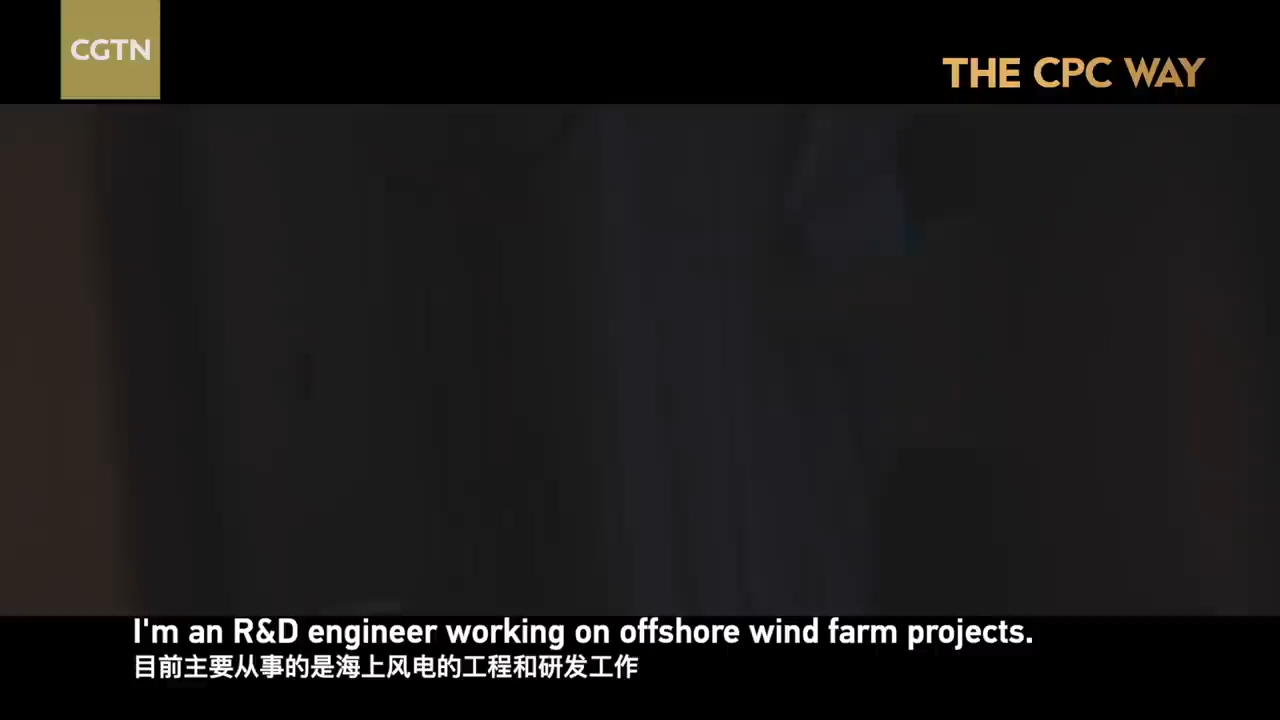 CGTN
THE CPC WAY
I'm an R&D engineer working on offshore wind farm projects.
目前主要从事的是海上风电的工程和研发工作